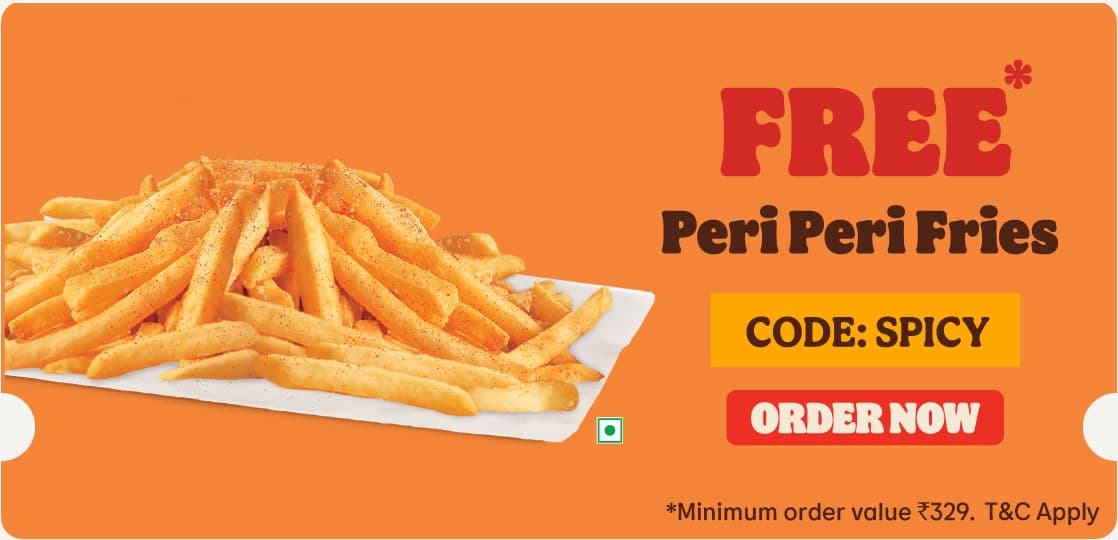 FREE*
Peri Peri Fries
CODE: SPICY
ORDER NOW
*Minimum order value ₹329. T&C Apply